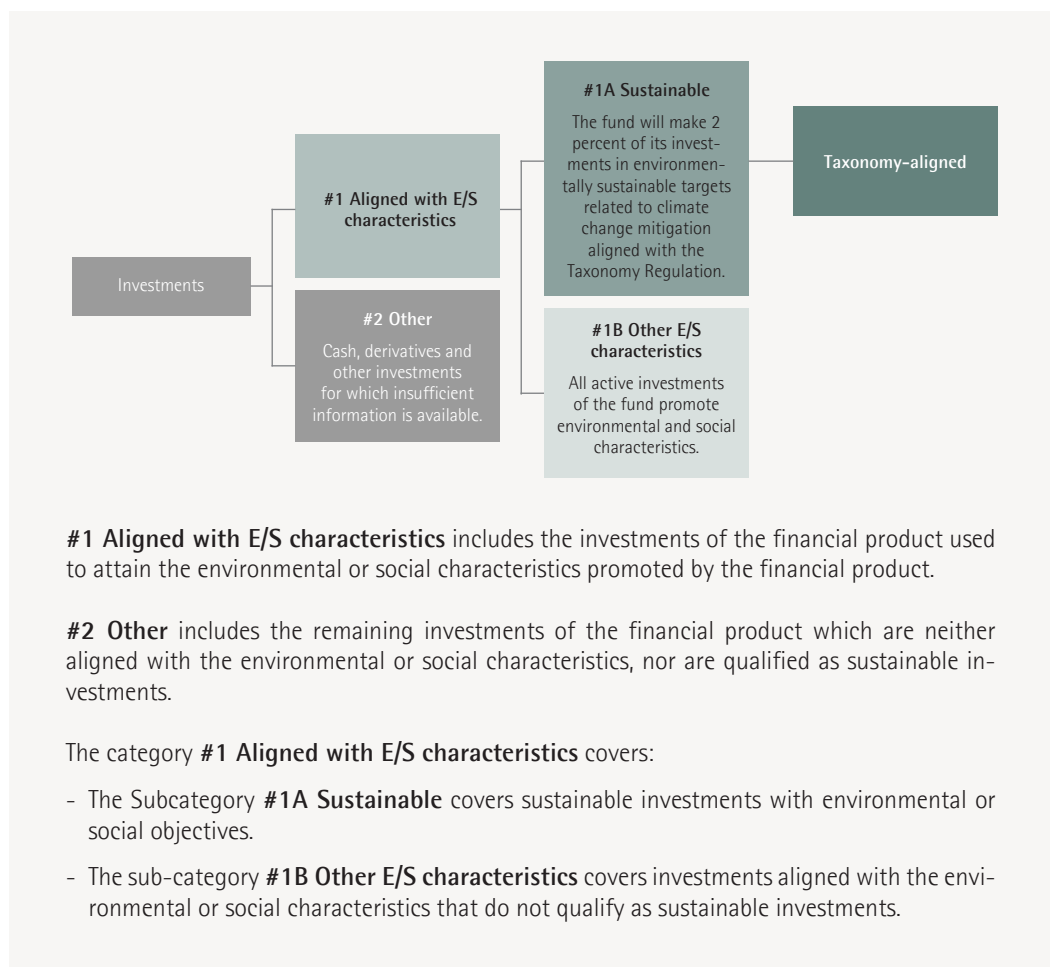 #1A Sustainable
The fund will make 2
percent of its invest-
ments in environmen-
tally sustainable targets
related to climate
change mitigation
aligned with the
Taxonomy Regulation.
Taxonomy-aligned
#1 Aligned with E/S
characteristics
Investments
#2 Other
Cash, derivatives and
other investments
for which insufficient
information is available.
#1B Other E/S
characteristics
All active investments
of the fund promote
environmental and social
characteristics.
#1 Aligned with E/S characteristics includes the investments of the financial product used
to attain the environmental or social characteristics promoted by the financial product.
#2 Other includes the remaining investments of the financial product which are neither
aligned with the environmental or social characteristics, nor are qualified as sustainable in-
vestments.
The category #1 Aligned with E/S characteristics covers:
- The Subcategory #1A Sustainable covers sustainable investments with environmental or
social objectives.
- The sub-category #1B Other E/S characteristics covers investments aligned with the envi-
ronmental or social characteristics that do not qualify as sustainable investments.